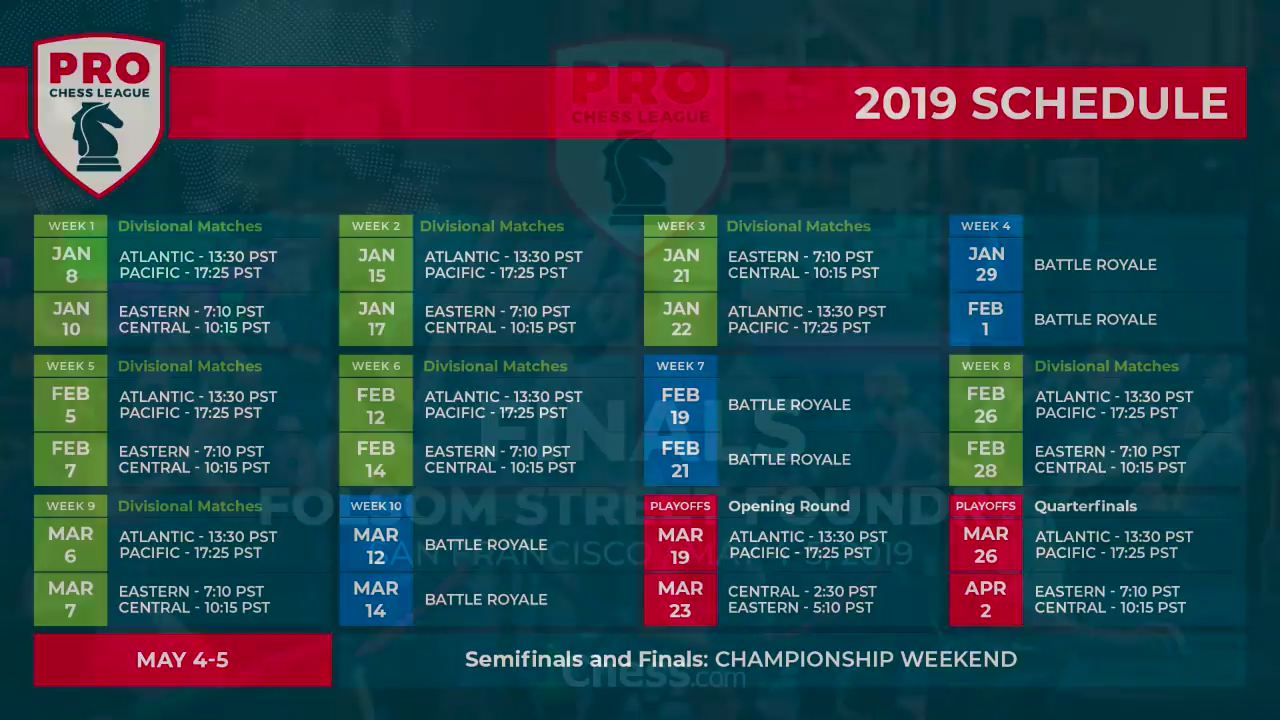 PRO
CHESS LEAGUE
2019 SCHEDULE
PRO
CHESS LEAGUE
WEEK 1
Divisional Matches
JAN
8
ATLANTIC - 13:30 PST
PACIFIC - 17:25 PST
JAN
10
EASTERN - 7:10 PST
CENTRAL - 10:15 PST
WEEK 2
Divisional Matches
JAN
15
ATLANTIC - 13:30 PST
PACIFIC - 17:25 PST
JAN
17
EASTERN - 7:10 PST
CENTRAL - 10:15 PST
WEEK 3
Divisional Matches
JAN
21
EASTERN - 7:10 PST
CENTRAL - 10:15 PST
JAN
22
ATLANTIC - 13:30 PST
PACIFIC - 17:25 PST
WEEK 4
JAN
29
BATTLE ROYALE
FEB
1
BATTLE ROYALE
WEEK 5
Divisional Matches
FEB
5
ATLANTIC - 13:30 PST
PACIFIC - 17:25 PST
FEB
7
EASTERN - 7:10 PST
CENTRAL - 10:15 PST
WEEK 6
Divisional Matches
FEB
12
ATLANTIC - 13:30 PST
PACIFIC - 17:25 PST
FEB
14
EASTERN - 7:10 PST
CENTRAL - 10:15 PST
WEEK 7
FEB
19
BATTLE ROYALE
FEB
21
BATTLE ROYALE
WEEK 8
Divisional Matches
FEB
26
ATLANTIC - 13:30 PST
PACIFIC - 17:25 PST
FEB
28
EASTERN - 7:10 PST
CENTRAL - 10:15 PST
WEEK 9
Divisional Matches
MAR
6
ATLANTIC - 13:30 PST
PACIFIC - 17:25 PST
MAR
7
EASTERN - 7:10 PST
CENTRAL - 10:15 PST
WEEK 10
MAR
12
BATTLE ROYALE
MAR
14
BATTLE ROYALE
PLAYOFFS
Opening Round
MAR
19
ATLANTIC - 13:30 PST
PACIFIC - 17:25 PST
MAR
23
CENTRAL - 2:30 PST
EASTERN - 5:10 PST
PLAYOFFS
Quarterfinals
MAR
26
ATLANTIC - 13:30 PST
PACIFIC - 17:25 PST
APR
2
EASTERN - 7:10 PST
CENTRAL - 10:15 PST
FINALS
FOLSOM STREET
2019
MAY 4-5
Semifinals and Finals: CHAMPIONSHIP WEEKEND
Chess.com